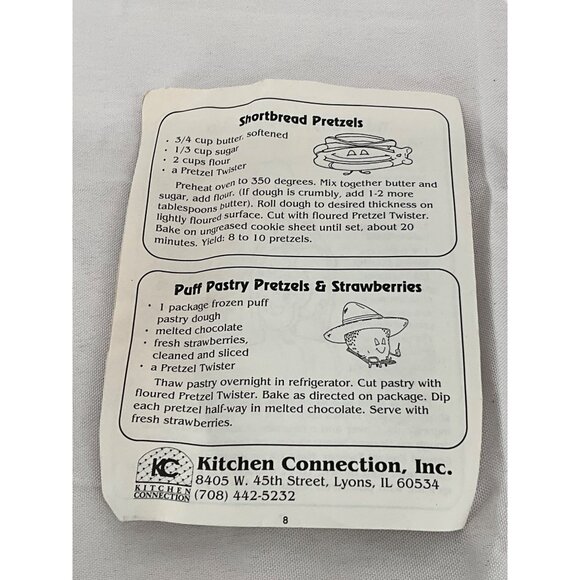 Shortbread Pretzels
• 3/4 cup butter, softened
• 1/3 cup sugar
• 2 cups flour
• a Pretzel Twister
Preheat oven to 350 degrees. Mix together butter and
sugar, add flour. (If dough is crumbly, add 1-2 more
tablespoons butter). Roll dough to desired thickness on
lightly floured surface. Cut with floured Pretzel Twister.
Bake on ungreased cookie sheet until set, about 20
minutes. Yield: 8 to 10 pretzels.
Puff Pastry Pretzels & Strawberries
• 1 package frozen puff
pastry dough
• melted chocolate
• fresh strawberries,
cleaned and sliced
• a Pretzel Twister
Thaw pastry overnight in refrigerator. Cut pastry with
floured Pretzel Twister. Bake as directed on package. Dip
each pretzel half-way in melted chocolate. Serve with
fresh strawberries.
KC
KITCHEN
CONNECTION
Kitchen Connection, Inc.
8405 W. 45th Street, Lyons, IL 60534
(708) 442-5232
8